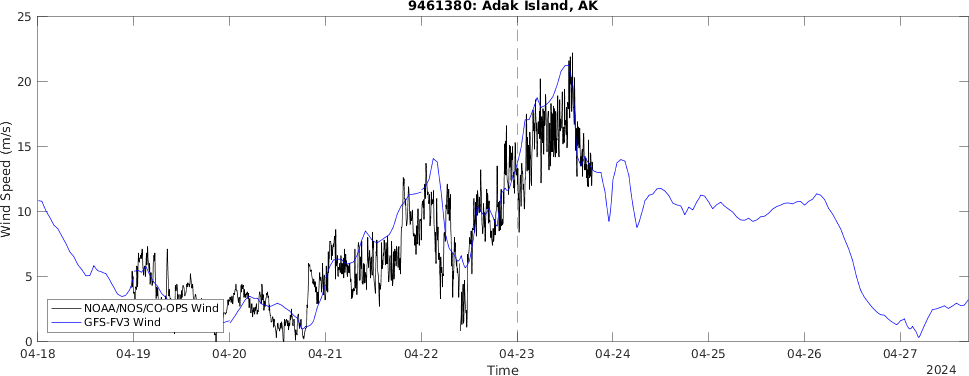 9461380: Adak Island, AK
25
20
15
10
5
0
Wind Speed (m/s)
NOAA/NOS/CO-OPS Wind
GFS-FV3 Wind
04-18 04-19 04-20 04-21 04-22 04-23 04-24 04-25 04-26 04-27
Time
2024